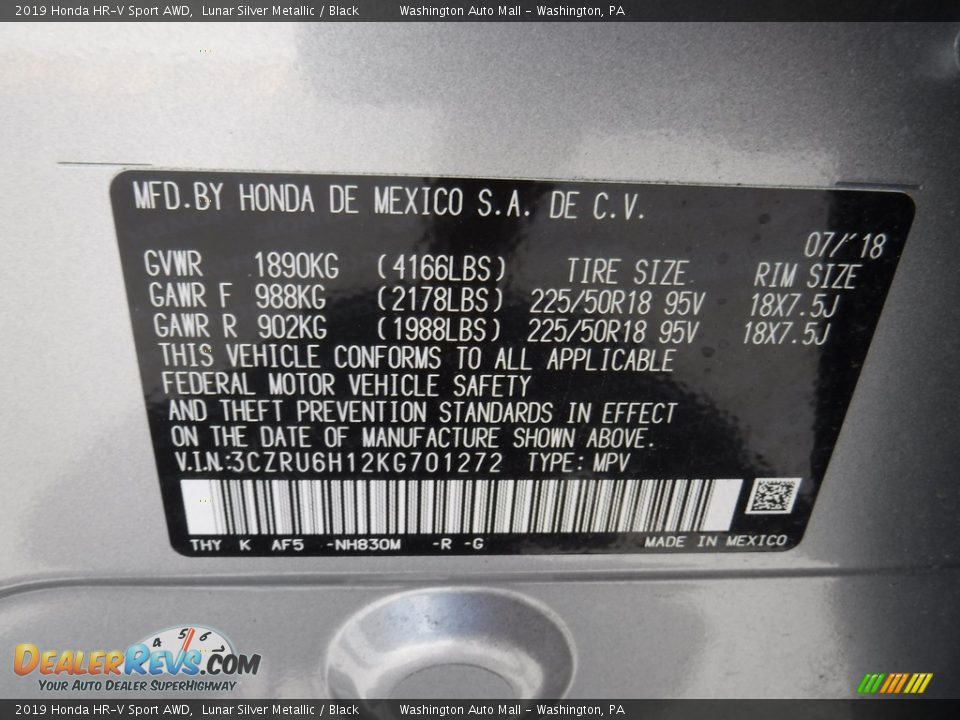 2019 Honda HR-V Sport AWD, Lunar Silver Metallic / Black Washington Auto Mall - Washington, PA
MFD.BY HONDA DE MEXICO S.A. DE C.V.
07/'18
GVWR 1890KG (4166LBS) TIRE SIZE RIM SIZE
GAWR F 988KG (2178LBS) 225/50R18 95V 18X7.5J
GAWR R 902KG (1988LBS) 225/50R18 95V 18X7.5J
THIS VEHICLE CONFORMS TO ALL APPLICABLE
FEDERAL MOTOR VEHICLE SAFETY
AND THEFT PREVENTION STANDARDS IN EFFECT
ON THE DATE OF MANUFACTURE SHOWN ABOVE.
V.I.N.:3CZRU6H12KG701272 TYPE: MPV
THY K AF5 -NH830M -R -G MADE IN MEXICO
4 5 6
DEALERREVS.COM
YOUR AUTO DEALER SUPERHIGHWAY
2019 Honda HR-V Sport AWD, Lunar Silver Metallic / Black Washington Auto Mall - Washington, PA